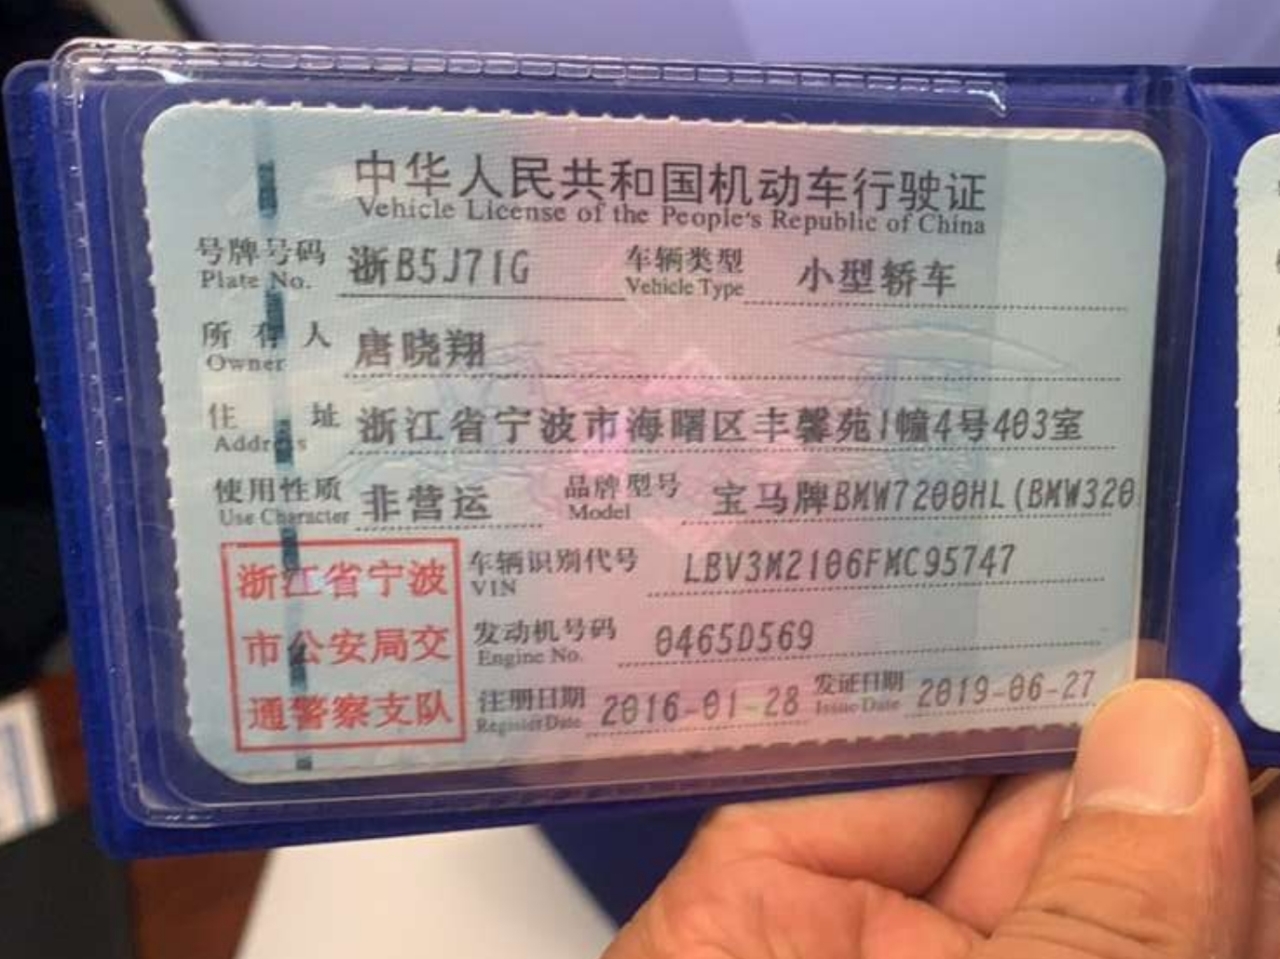 中华人民共和国机动车行驶证
Vehicle License of the People's Republic of China
号牌号码 浙B5J71G 车辆类型 小型轿车
Plate No. Vehicle Type
所有人 唐晓翔
Owner
住址 浙江省宁波市海曙区丰馨苑1幢4号403室
Address
使用性质 非营运 品牌型号 宝马牌BMW7200HL(BMW320
Use Character Model
浙江省宁波
市公安局交
通警察支队
车辆识别代号 LBV3M2106FMC95747
VIN
发动机号码 0465D569
Engine No.
注册日期 2016-01-28 发证日期 2019-06-27
Register Date Issue Date